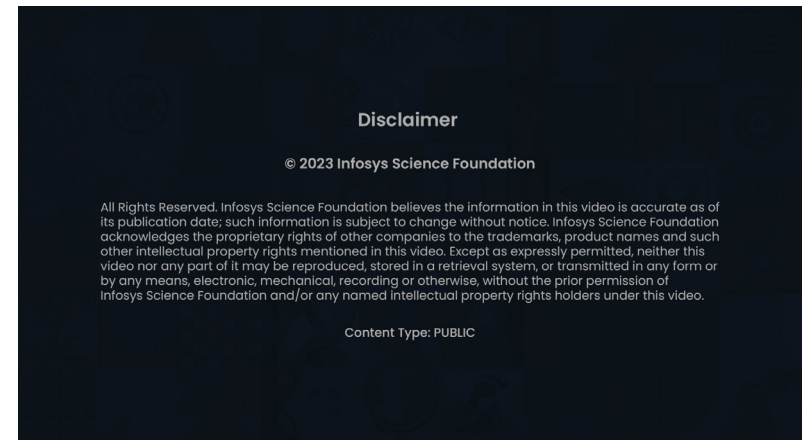 Disclaimer
© 2023 Infosys Science Foundation
All Rights Reserved. Infosys Science Foundation believes the information in this video is accurate as of
its publication date; such information is subject to change without notice. Infosys Science Foundation
acknowledges the proprietary rights of other companies to the trademarks, product names and such
other intellectual property rights mentioned in this video. Except as expressly permitted, neither this
video nor any part of it may be reproduced, stored in a retrieval system, or transmitted in any form or
by any means, electronic, mechanical, recording or otherwise, without the prior permission of
Infosys Science Foundation and/or any named intellectual property rights holders under this video.
Content Type: PUBLIC